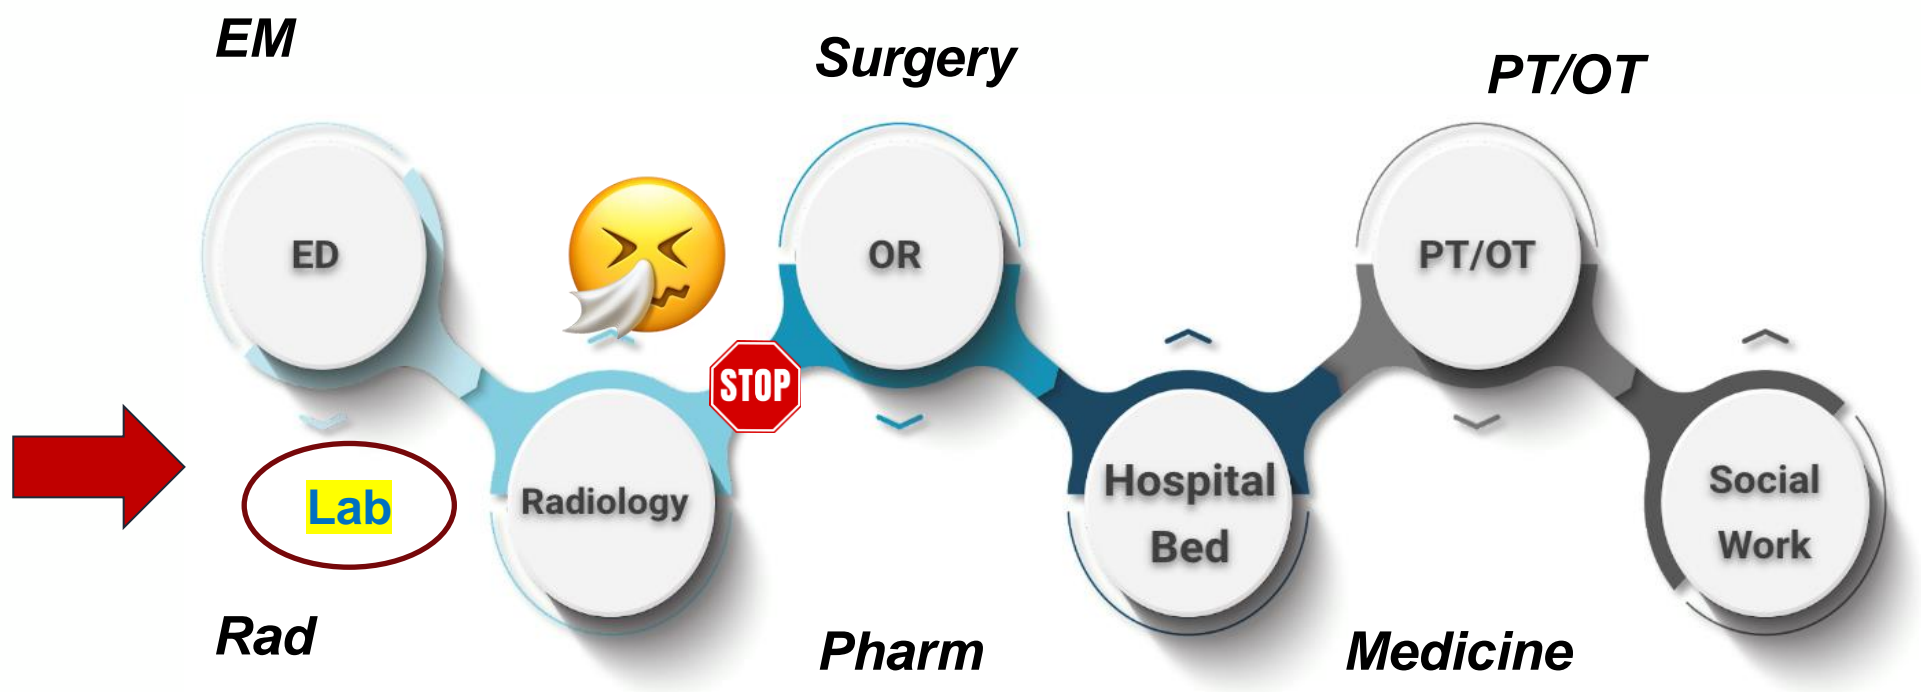 EM
Surgery
PT/OT
ED
OR
PT/OT
STOP
Lab
Radiology
Hospital
Bed
Social
Work
Rad
Pharm
Medicine